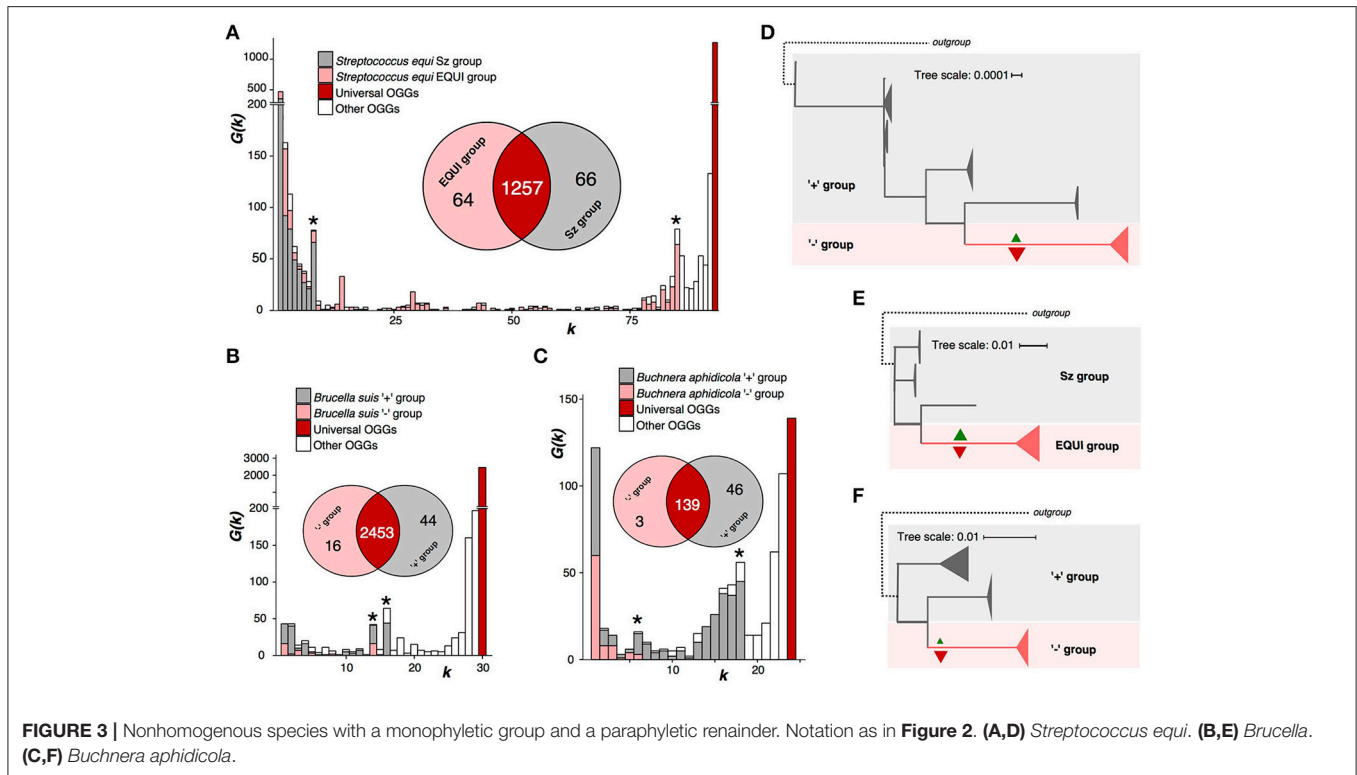 A
1000
500
200
150
100
50
0
G(k)
Streptococcus equi Sz group
Streptococcus equi EQUI group
Universal OGGs
Other OGGs
EQUI group
64
1257
66
Sz group
*
*
25
50
75
k
B
3000
2000
200
150
100
50
0
G(k)
Brucella suis '+' group
Brucella suis '-' group
Universal OGGs
Other OGGs
'-' group
16
2453
44
'+' group
*
*
10
20
30
k
C
150
100
50
0
G(k)
Buchnera aphidicola '+' group
Buchnera aphidicola '-' group
Universal OGGs
Other OGGs
'-' group
3
139
46
'+' group
*
*
10
20
k
D
outgroup
Tree scale: 0.0001
'+' group
'-' group
E
outgroup
Tree scale: 0.01
Sz group
EQUI group
F
outgroup
Tree scale: 0.01
'+' group
'-' group
FIGURE 3 | Nonhomogenous species with a monophyletic group and a paraphyletic renainder. Notation as in Figure 2. (A,D) Streptococcus equi. (B,E) Brucella.
(C,F) Buchnera aphidicola.